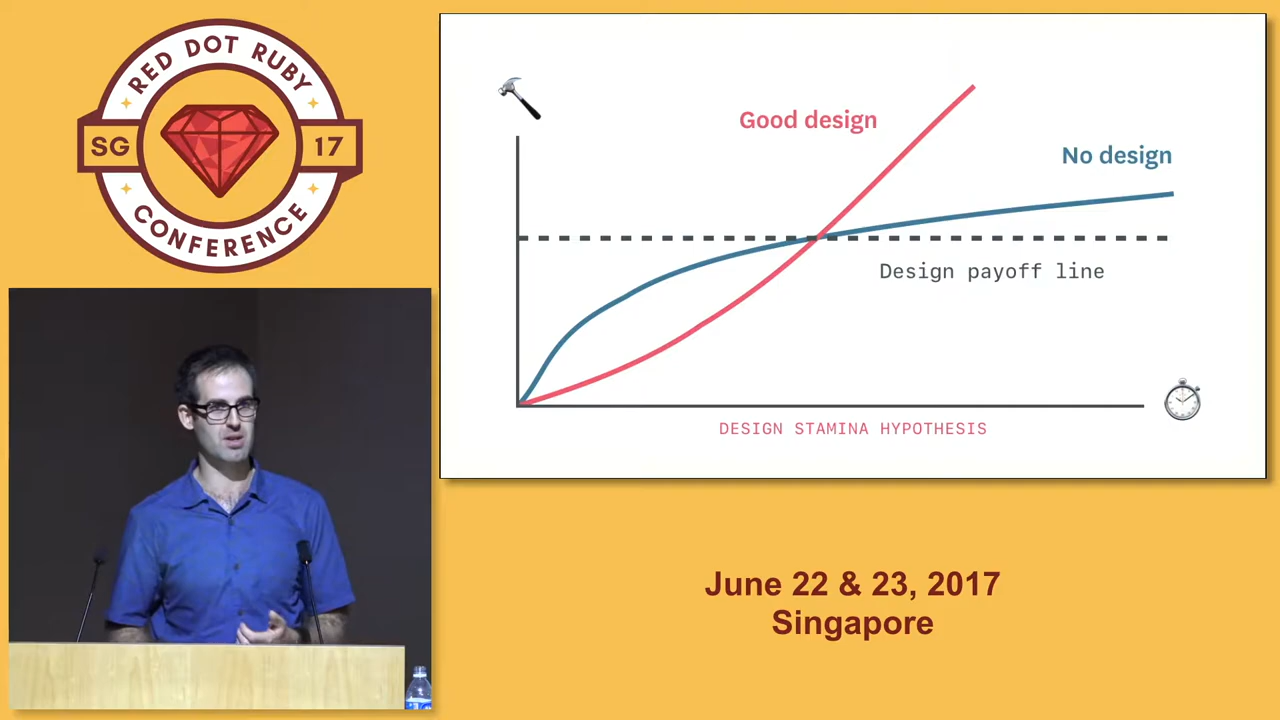 RED DOT RUBY
SG 17
CONFERENCE
Good design
No design
Design payoff line
DESIGN STAMINA HYPOTHESIS
June 22 & 23, 2017
Singapore